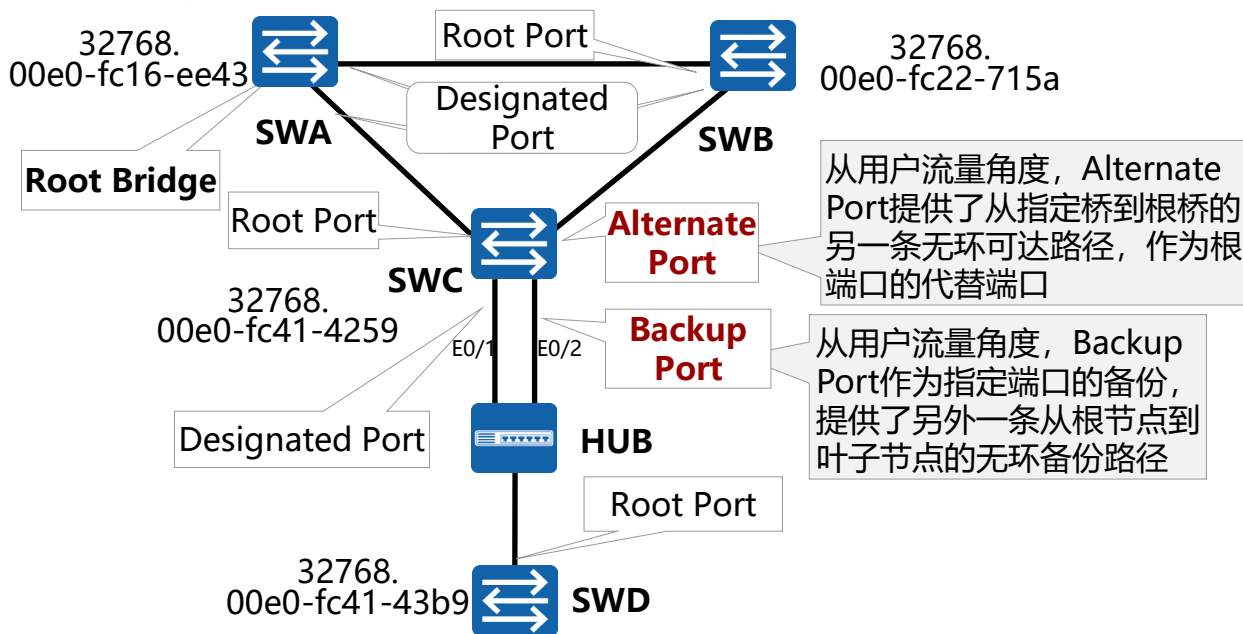 Root Port
32768.
00e0-fc16-ee43
32768.
00e0-fc22-715a
Designated
Port
SWA
SWB
Root Bridge
从用户流量角度，Alternate
Port提供了从指定桥到根桥的
另一条无环可达路径，作为根
端口的代替端口
Root Port
Alternate
Port
SWC
32768.
00e0-fc41-4259
E0/1
E0/2
Backup
Port
从用户流量角度，Backup
Port作为指定端口的备份，
提供了另外一条从根节点到
叶子节点的无环备份路径
Designated Port
HUB
Root Port
32768.
00e0-fc41-43b9
SWD